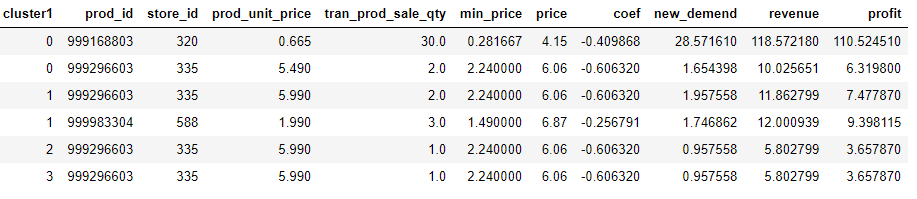 cluster1 prod_id store_id prod_unit_price tran_prod_sale_qty min_price price coef new_demend revenue profit
0 999168803 320 0.665 30.0 0.281667 4.15 -0.409868 28.571610 118.572180 110.524510
0 999296603 335 5.490 2.0 2.240000 6.06 -0.606320 1.654398 10.025651 6.319800
1 999296603 335 5.990 2.0 2.240000 6.06 -0.606320 1.957558 11.862799 7.477870
1 999983304 588 1.990 3.0 1.490000 6.87 -0.256791 1.746862 12.000939 9.398115
2 999296603 335 5.990 1.0 2.240000 6.06 -0.606320 0.957558 5.802799 3.657870
3 999296603 335 5.990 1.0 2.240000 6.06 -0.606320 0.957558 5.802799 3.657870